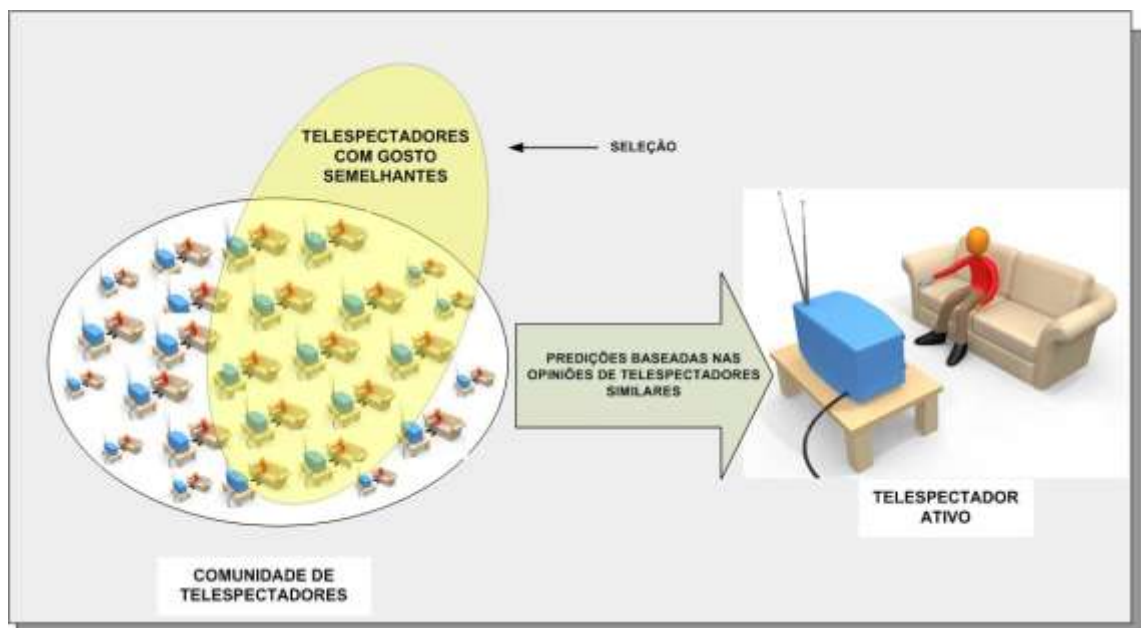 TELESPECTADORES
COM GOSTO
SEMELHANTES
SELEÇÃO
PREDIÇÕES BASEADAS NAS
OPINIÕES DE TELESPECTADORES
SIMILARES
TELESPECTADOR
ATIVO
COMUNIDADE DE
TELESPECTADORES